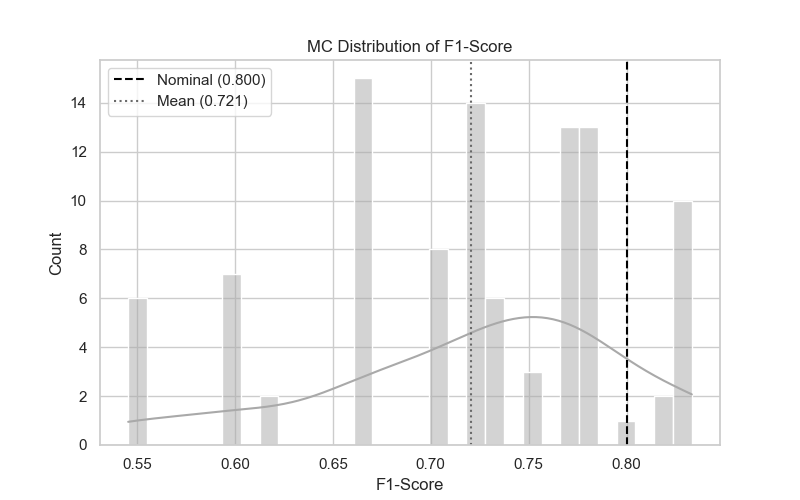 MC Distribution of F1-Score
Nominal (0.800)
Mean (0.721)
Count
14
12
10
8
6
4
2
0
0.55 0.60 0.65 0.70 0.75 0.80
F1-Score